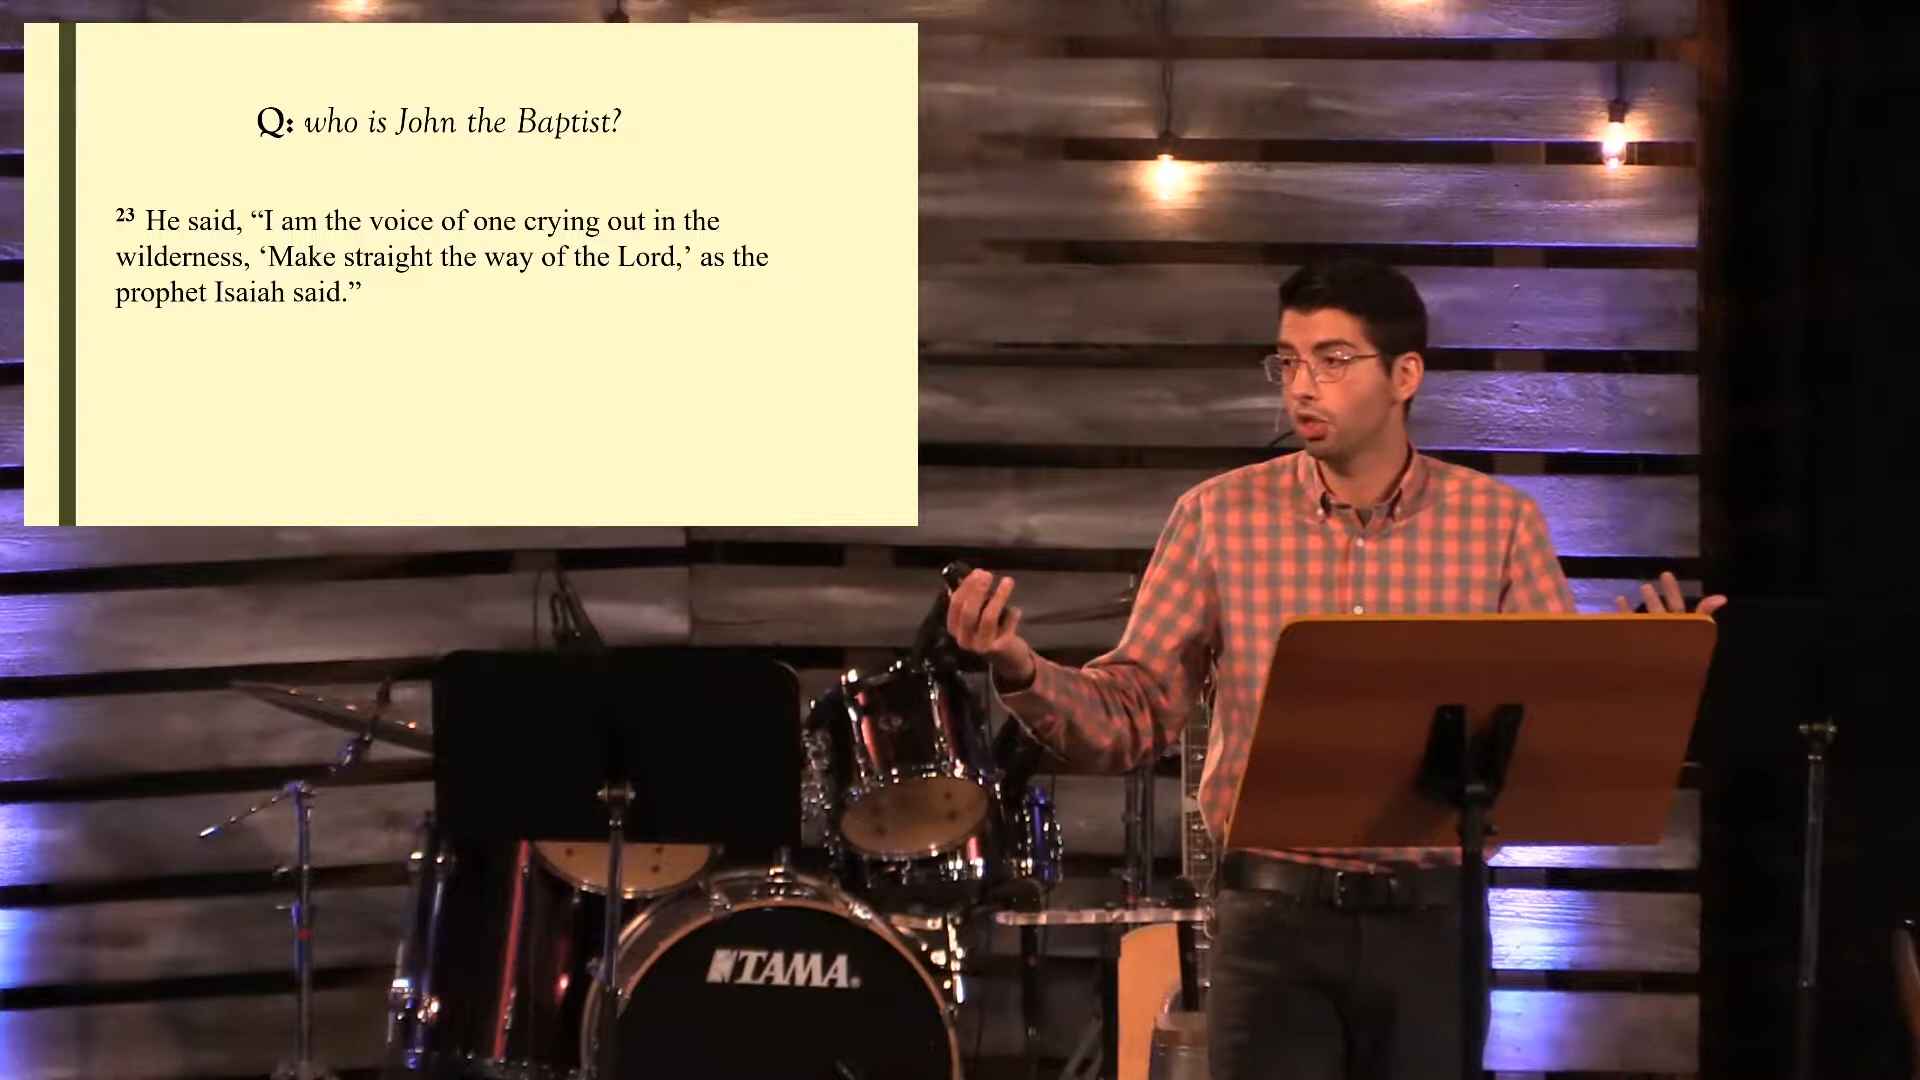 Q: who is John the Baptist?
23 He said, “I am the voice of one crying out in the
wilderness, ‘Make straight the way of the Lord,’ as the
prophet Isaiah said.”
TAMA.